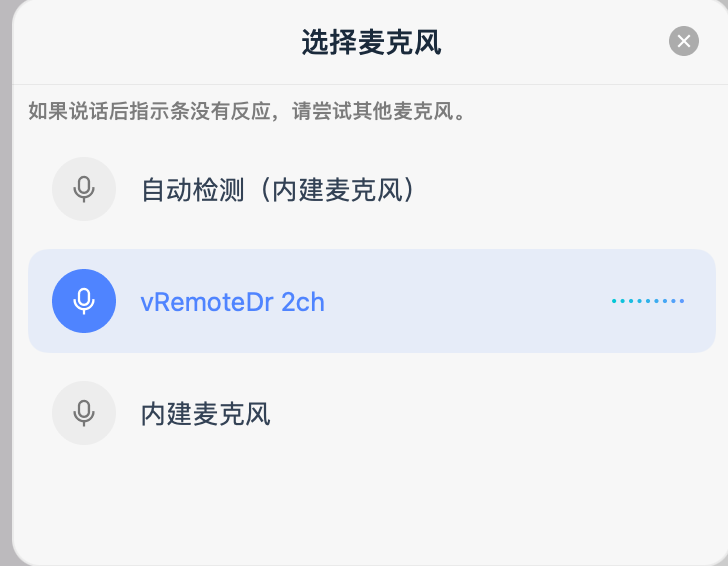 选择麦克风
如果说话后指示条没有反应，请尝试其他麦克风。
自动检测（内建麦克风）
vRemoteDr 2ch
内建麦克风